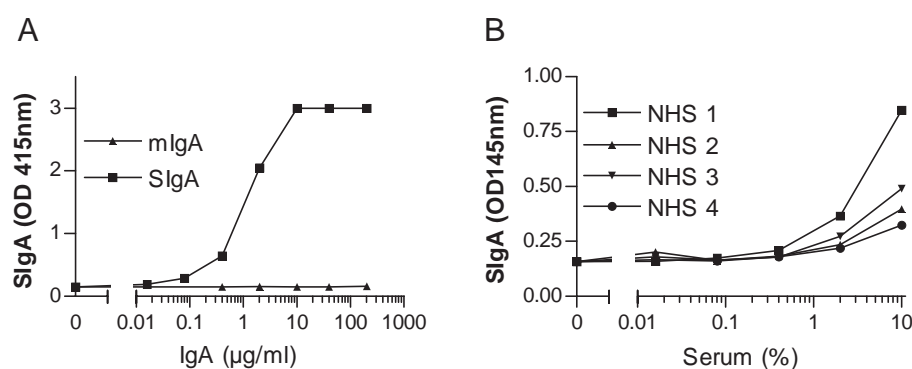 A
SIgA (OD 415nm)
3
2
1
0
mIgA
SIgA
0 0.01 0.1 1 10 100 1000
IgA (µg/ml)
B
SIgA (OD145nm)
1.00
0.75
0.50
0.25
0.00
NHS 1
NHS 2
NHS 3
NHS 4
0 0.01 0.1 1 10
Serum (%)